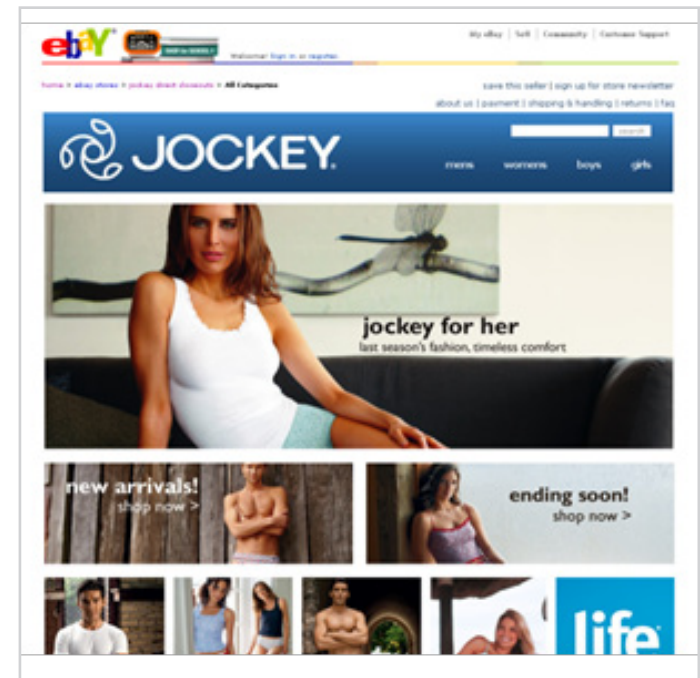 ebaY
My eBay | Sell | Community | Customer Support
Welcome! Sign in or register.
home > ebay stores > jockey direct closeouts > All Categories
save this seller | sign up for store newsletter
about us | payment | shipping & handling | returns | faq
search
JOCKEY
mens womens boys girls
jockey for her
last season's fashion, timeless comfort
new arrivals!
shop now >
ending soon!
shop now >
life